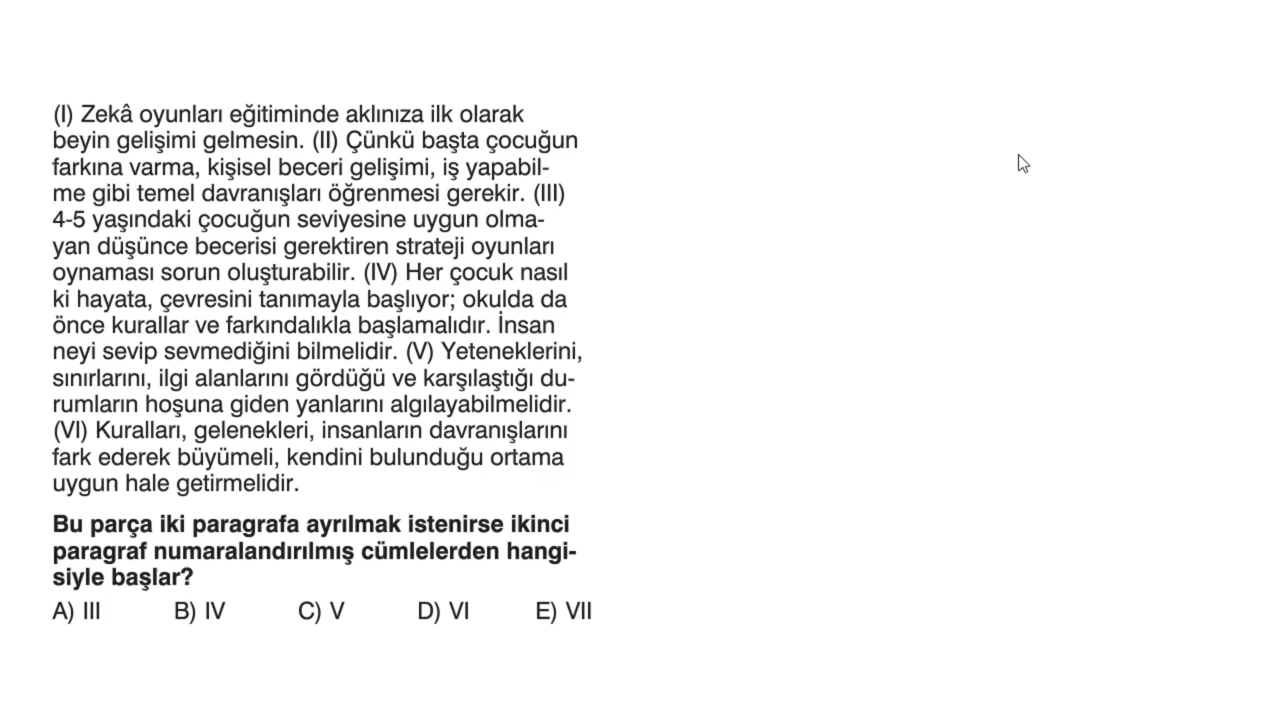 (I) Zekâ oyunları eğitiminde aklınıza ilk olarak
beyin gelişimi gelmesin. (II) Çünkü başta çocuğun
farkına varma, kişisel beceri gelişimi, iş yapabil-
me gibi temel davranışları öğrenmesi gerekir. (III)
4-5 yaşındaki çocuğun seviyesine uygun olma-
yan düşünce becerisi gerektiren strateji oyunları
oynaması sorun oluşturabilir. (IV) Her çocuk nasıl
ki hayata, çevresini tanımayla başlıyor; okulda da
önce kurallar ve farkındalıkla başlamalıdır. İnsan
neyi sevip sevmediğini bilmelidir. (V) Yeteneklerini,
sınırlarını, ilgi alanlarını gördüğü ve karşılaştığı du-
rumların hoşuna giden yanlarını algılayabilmelidir.
(VI) Kuralları, gelenekleri, insanların davranışlarını
fark ederek büyümeli, kendini bulunduğu ortama
uygun hale getirmelidir.
Bu parça iki paragrafa ayrılmak istenirse ikinci
paragraf numaralandırılmış cümlelerden hangi-
siyle başlar?
A) III B) IV C) V D) VI E) VII